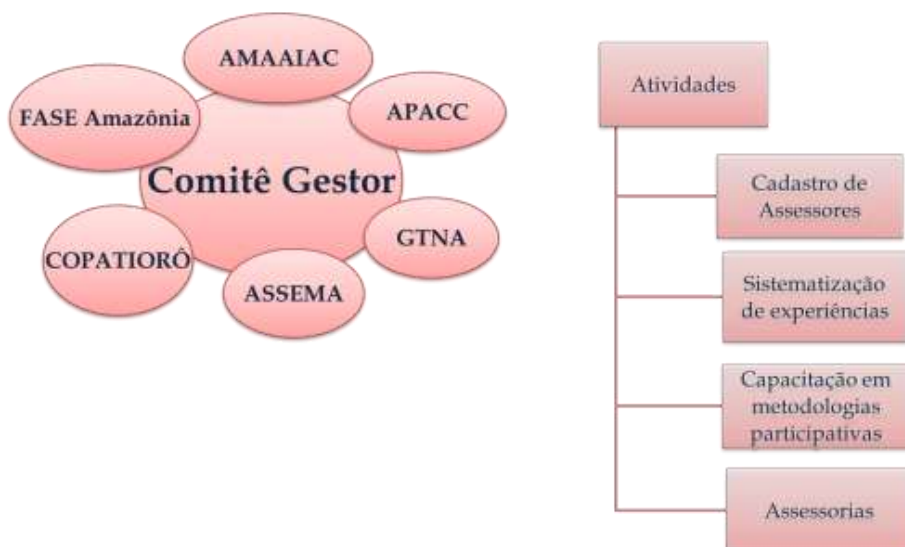 AMAAIAC
FASE Amazônia
APACC
Comitê Gestor
COPATIORÔ
GTNA
ASSEMA
Atividades
Cadastro de
Assessores
Sistematização
de experiências
Capacitação em
metodologias
participativas
Assessorias